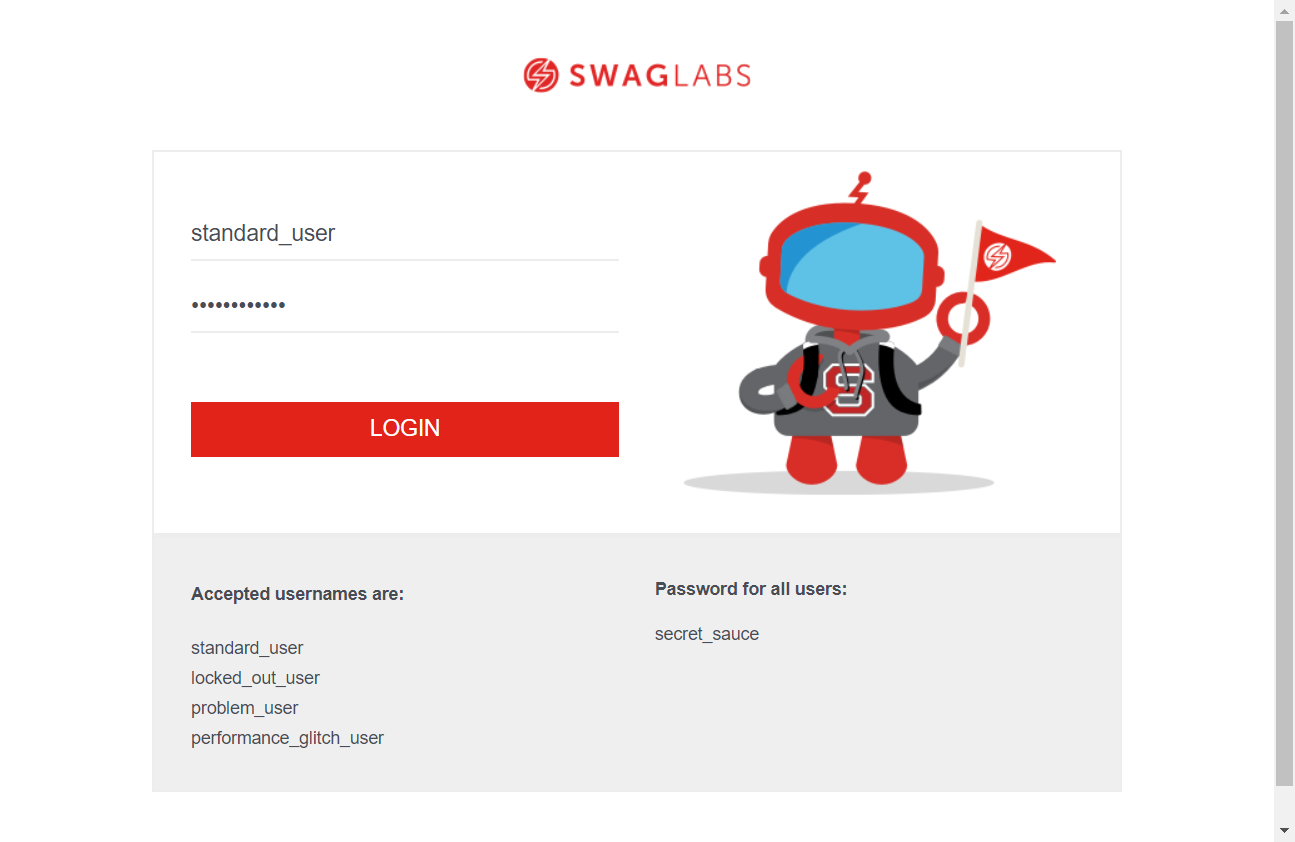 SWAGLABS
standard_user
••••••••••••
LOGIN
S
Accepted usernames are:
standard_user
locked_out_user
problem_user
performance_glitch_user
Password for all users:
secret_sauce